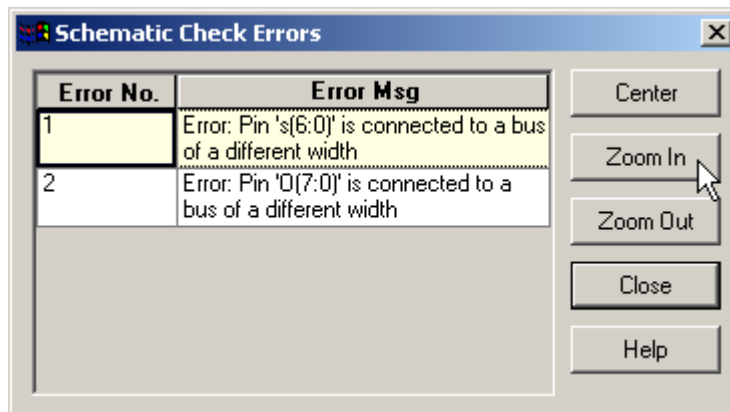 Schematic Check Errors
Error No. Error Msg
1 Error: Pin 's(6:0)' is connected to a bus
of a different width
2 Error: Pin 'O(7:0)' is connected to a
bus of a different width
Center
Zoom In
Zoom Out
Close
Help